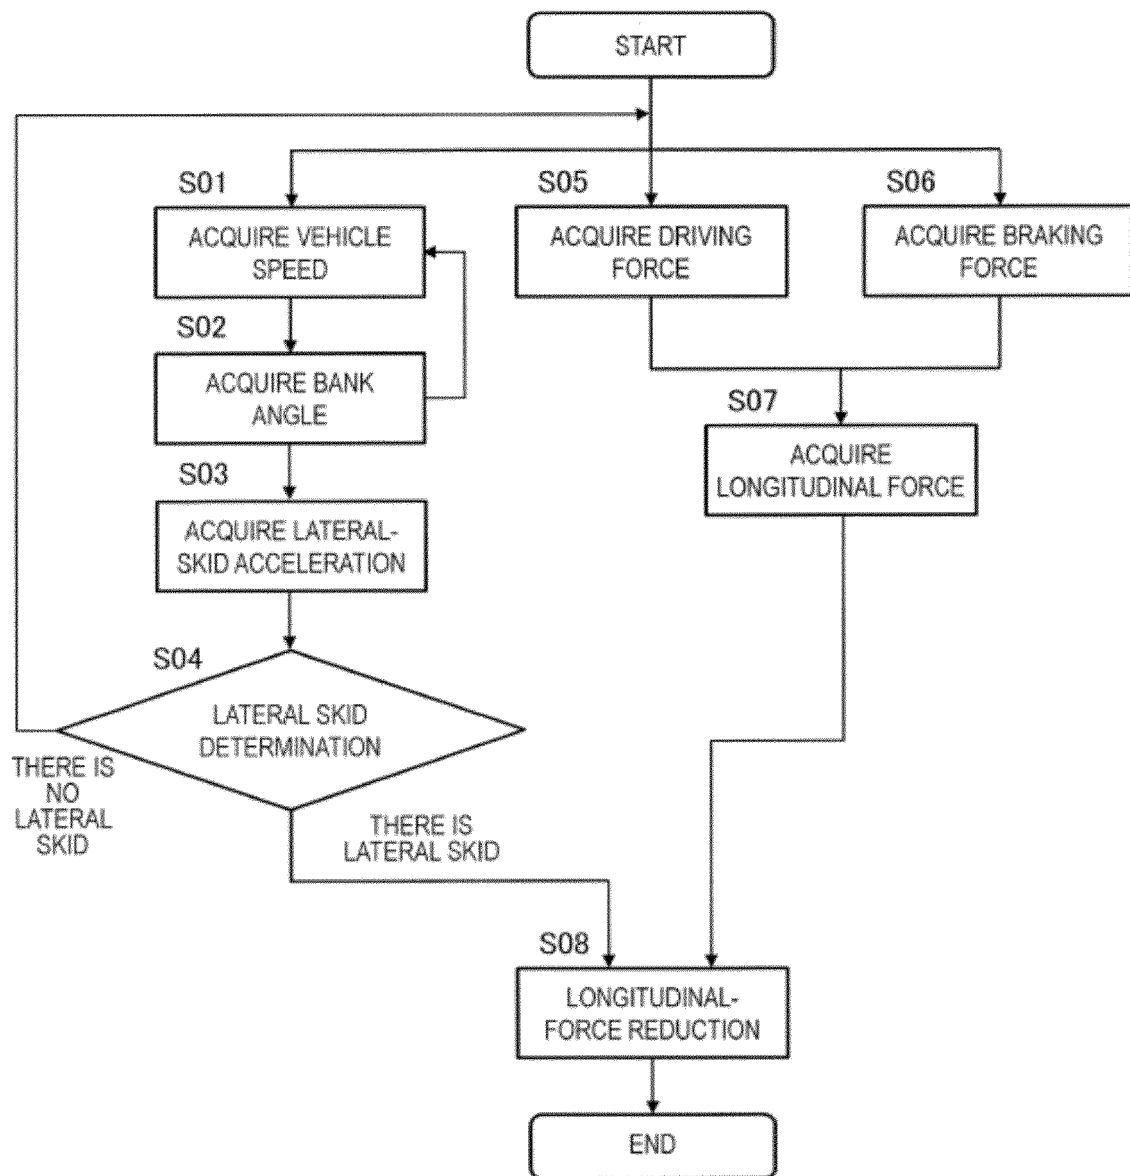 START
S01
ACQUIRE VEHICLE
SPEED
S05
ACQUIRE DRIVING
FORCE
S06
ACQUIRE BRAKING
FORCE
S02
ACQUIRE BANK
ANGLE
S07
ACQUIRE
LONGITUDINAL FORCE
S03
ACQUIRE LATERAL-
SKID ACCELERATION
S04
LATERAL SKID
DETERMINATION
THERE IS
NO
LATERAL
SKID
THERE IS
LATERAL SKID
S08
LONGITUDINAL-
FORCE REDUCTION
END